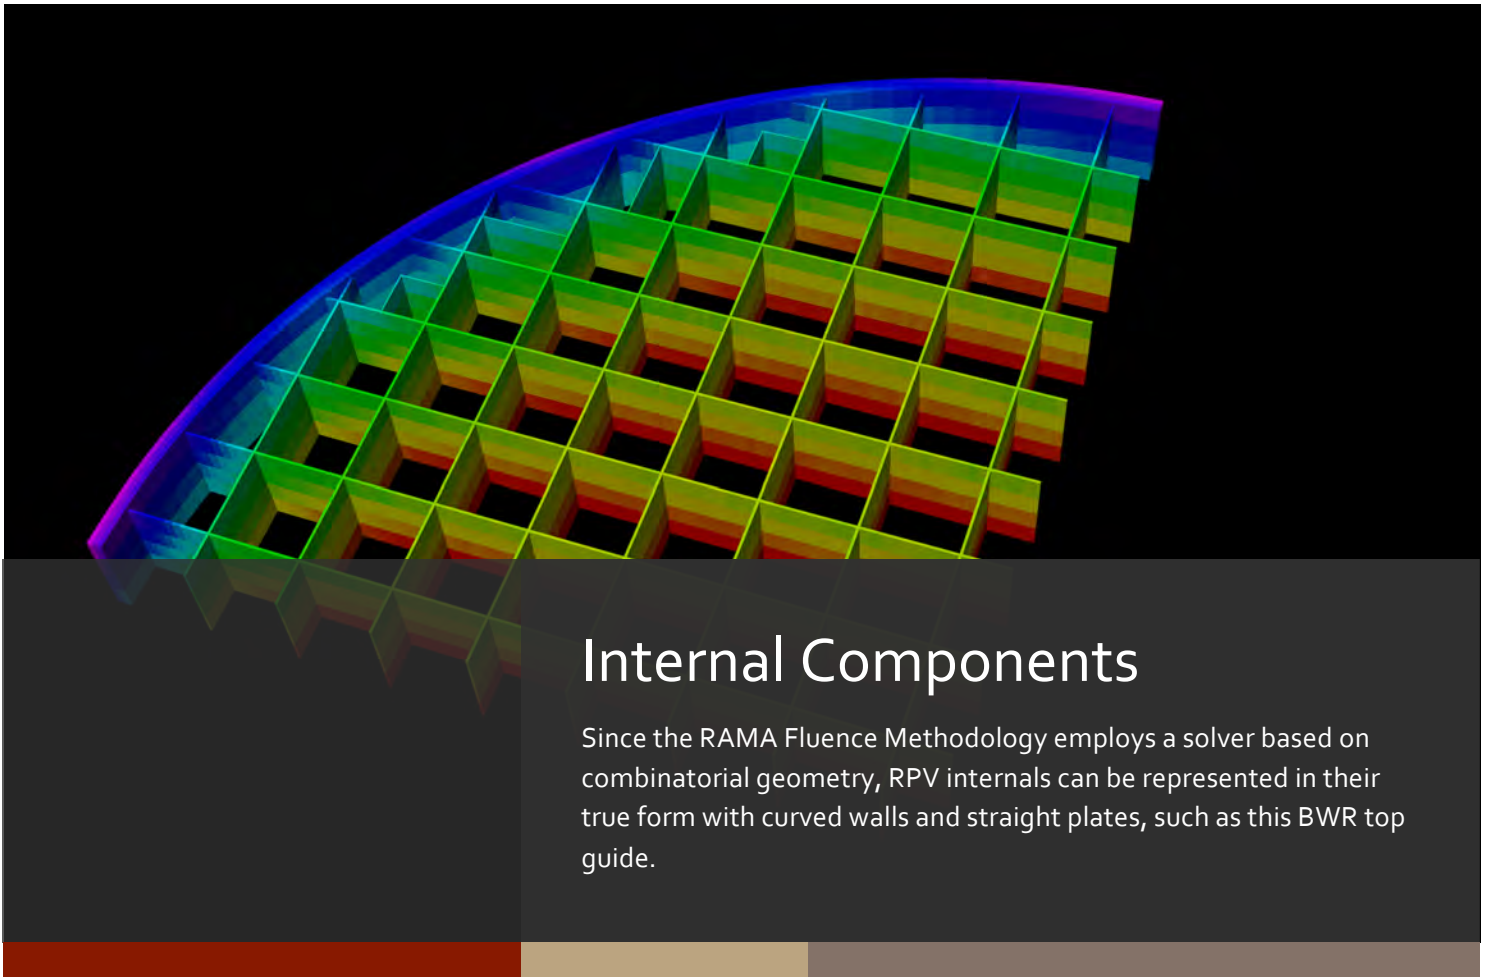 Internal Components
Since the RAMA Fluence Methodology employs a solver based on
combinatorial geometry, RPV internals can be represented in their
true form with curved walls and straight plates, such as this BWR top
guide.